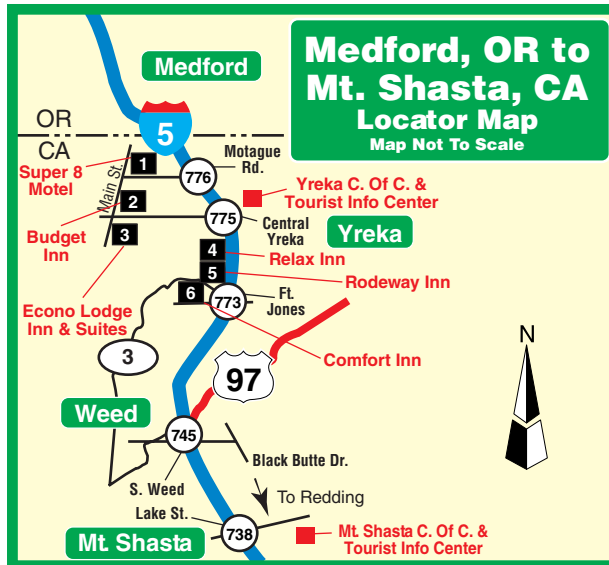 Medford, OR to
Mt. Shasta, CA
Locator Map
Map Not To Scale
Medford
OR
CA
5
Super 8
Motel
1
Main St.
Motague
Rd.
776
2
Yreka C. Of C. &
Tourist Info Center
775
Central
Yreka
Yreka
Budget
Inn
3
4
Relax Inn
5
Rodeway Inn
6
773
Ft.
Jones
Econo Lodge
Inn & Suites
Comfort Inn
N
3
97
Weed
745
S. Weed
Black Butte Dr.
To Redding
Lake St.
738
Mt. Shasta
Mt. Shasta C. Of C. &
Tourist Info Center